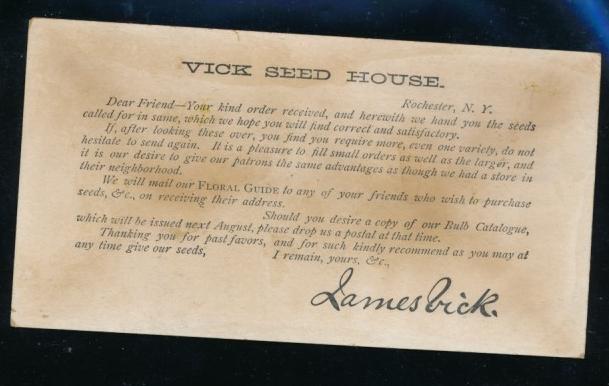 VICK SEED HOUSE.
Rochester, N. Y.
Dear Friend—Your kind order received, and herewith we hand you the seeds
called for in same, which we hope you will find correct and satisfactory.
If, after looking these over, you find you require more, even one variety, do not
hesitate to send again. It is a pleasure to fill small orders as well as the larger, and
it is our desire to give our patrons the same advantages as though we had a store in
their neighborhood.
We will mail our FLORAL GUIDE to any of your friends who wish to purchase
seeds, &c., on receiving their address.
Should you desire a copy of our Bulb Catalogue,
which will be issued next August, please drop us a postal at that time.
Thanking you for past favors, and for such kindly recommend as you may at
any time give our seeds, I remain, yours, &c.,
James Vick.